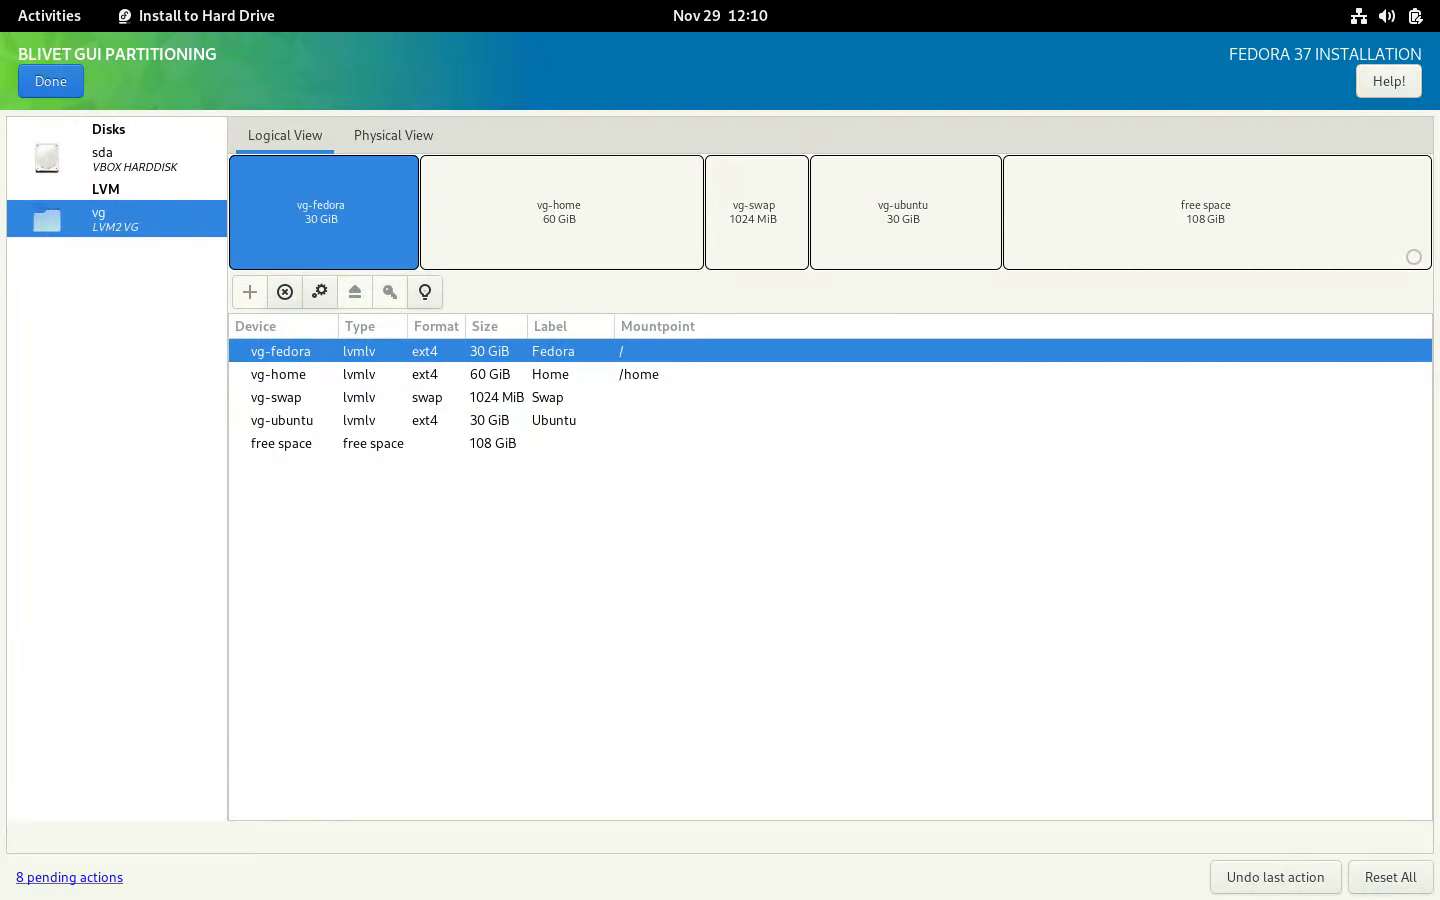 Activities Install to Hard Drive Nov 29 12:10
BLIVET GUI PARTITIONING FEDORA 37 INSTALLATION
Done Help!
Disks
sda
VBOX HARDDISK
LVM
vg
LVM2 VG
Logical View Physical View
vg-fedora
30 GiB
vg-home
60 GiB
vg-swap
1024 MiB
vg-ubuntu
30 GiB
free space
108 GiB
Device Type Format Size Label Mountpoint
vg-fedora lvmlv ext4 30 GiB Fedora /
vg-home lvmlv ext4 60 GiB Home /home
vg-swap lvmlv swap 1024 MiB Swap
vg-ubuntu lvmlv ext4 30 GiB Ubuntu
free space free space 108 GiB
8 pending actions Undo last action Reset All